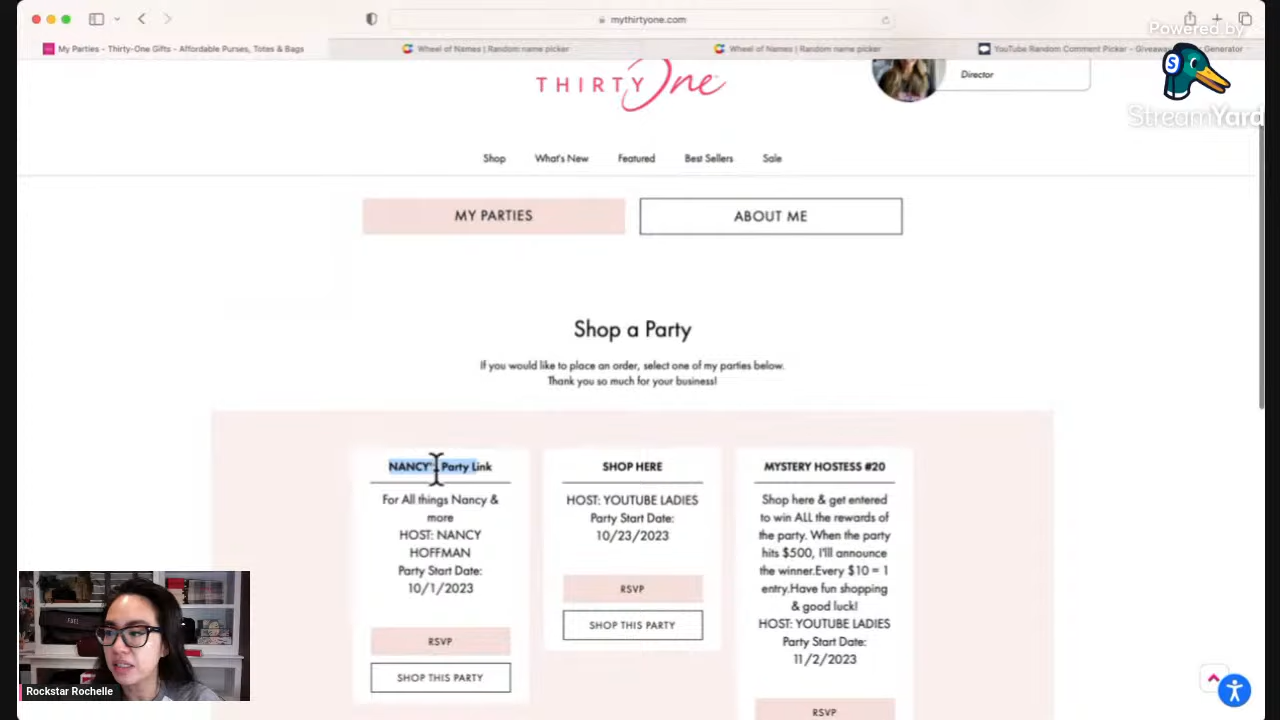 Powered by
mythirtyone.com
My Parties - Thirty-One Gifts - Affordable Purses, Totes & Bags
Wheel of Names | Random name picker
Wheel of Names | Random name picker
YouTube Random Comment Picker - Giveaway
Generator
StreamYard
THIRTY One
Director
Shop
What's New
Featured
Best Sellers
Sale
MY PARTIES
ABOUT ME
Shop a Party
If you would like to place an order, select one of my parties below.
Thank you so much for your business!
NANCY' Party Link
For All things Nancy &
more
HOST: NANCY
HOFFMAN
Party Start Date:
10/1/2023
RSVP
SHOP THIS PARTY
SHOP HERE
HOST: YOUTUBE LADIES
Party Start Date:
10/23/2023
RSVP
SHOP THIS PARTY
MYSTERY HOSTESS #20
Shop here & get entered
to win ALL the rewards of
the party. When the party
hits $500, I'lll announce
the winner.Every $10 = 1
entry.Have fun shopping
& good luck!
HOST: YOUTUBE LADIES
Party Start Date:
11/2/2023
RSVP
Rockstar Rochelle